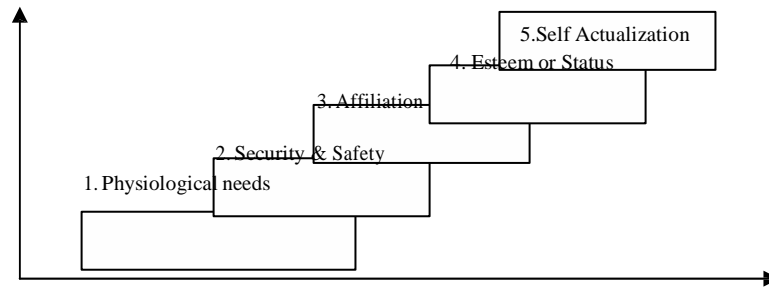 5.Self Actualization
4. Esteem or Status
3. Affiliation
2. Security & Safety
1. Physiological needs